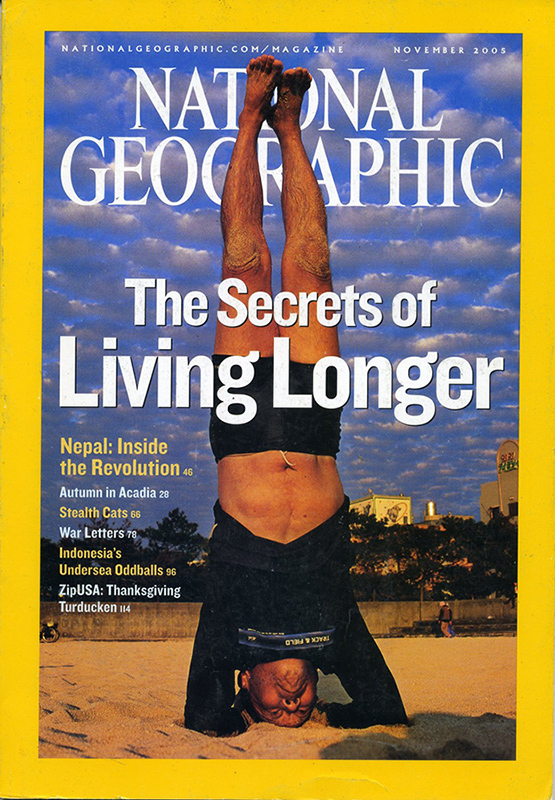 NATIONALGEOGRAPHIC.COM/MAGAZINE NOVEMBER 2005
NATIONAL
GEOGRAPHIC
The Secrets of
Living Longer
Nepal: Inside
the Revolution 46
Autumn in Acadia 28
Stealth Cats 66
War Letters 78
Indonesia's
Undersea Oddballs 96
ZipUSA: Thanksgiving
Turducken 114
TRACK & FIELD